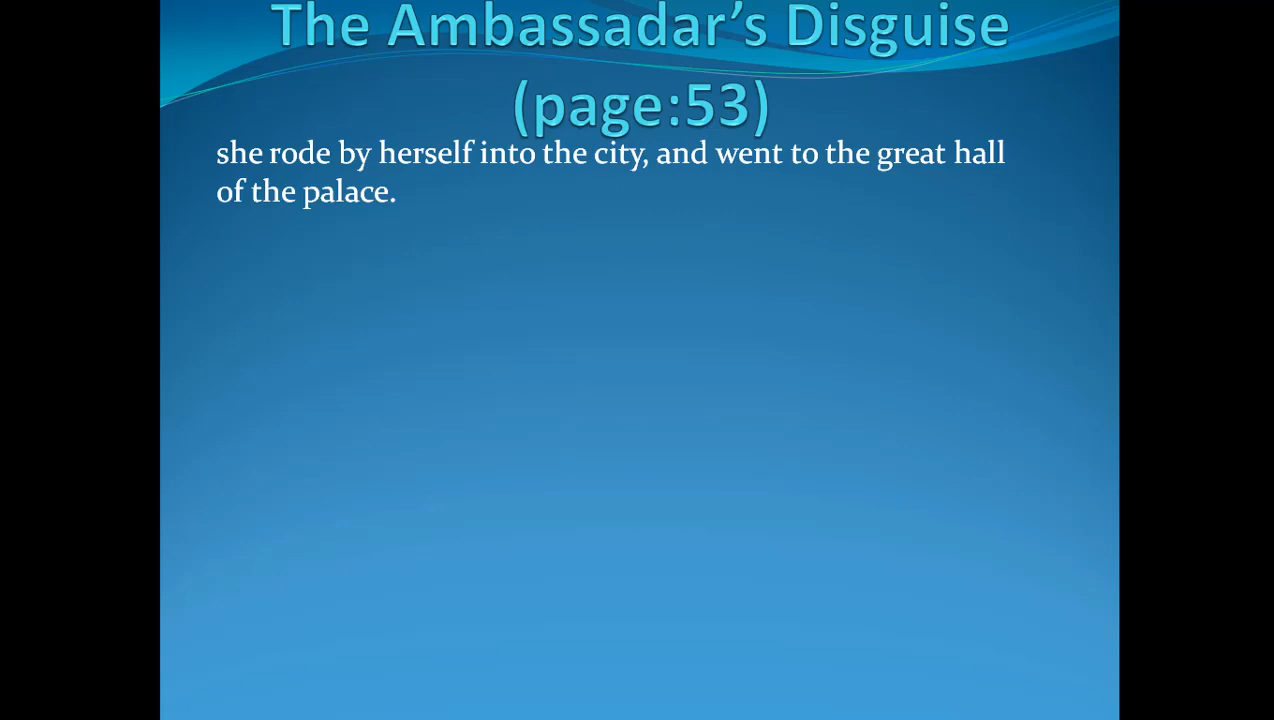 The Ambassadar’s Disguise
(page:53)
she rode by herself into the city, and went to the great hall
of the palace.